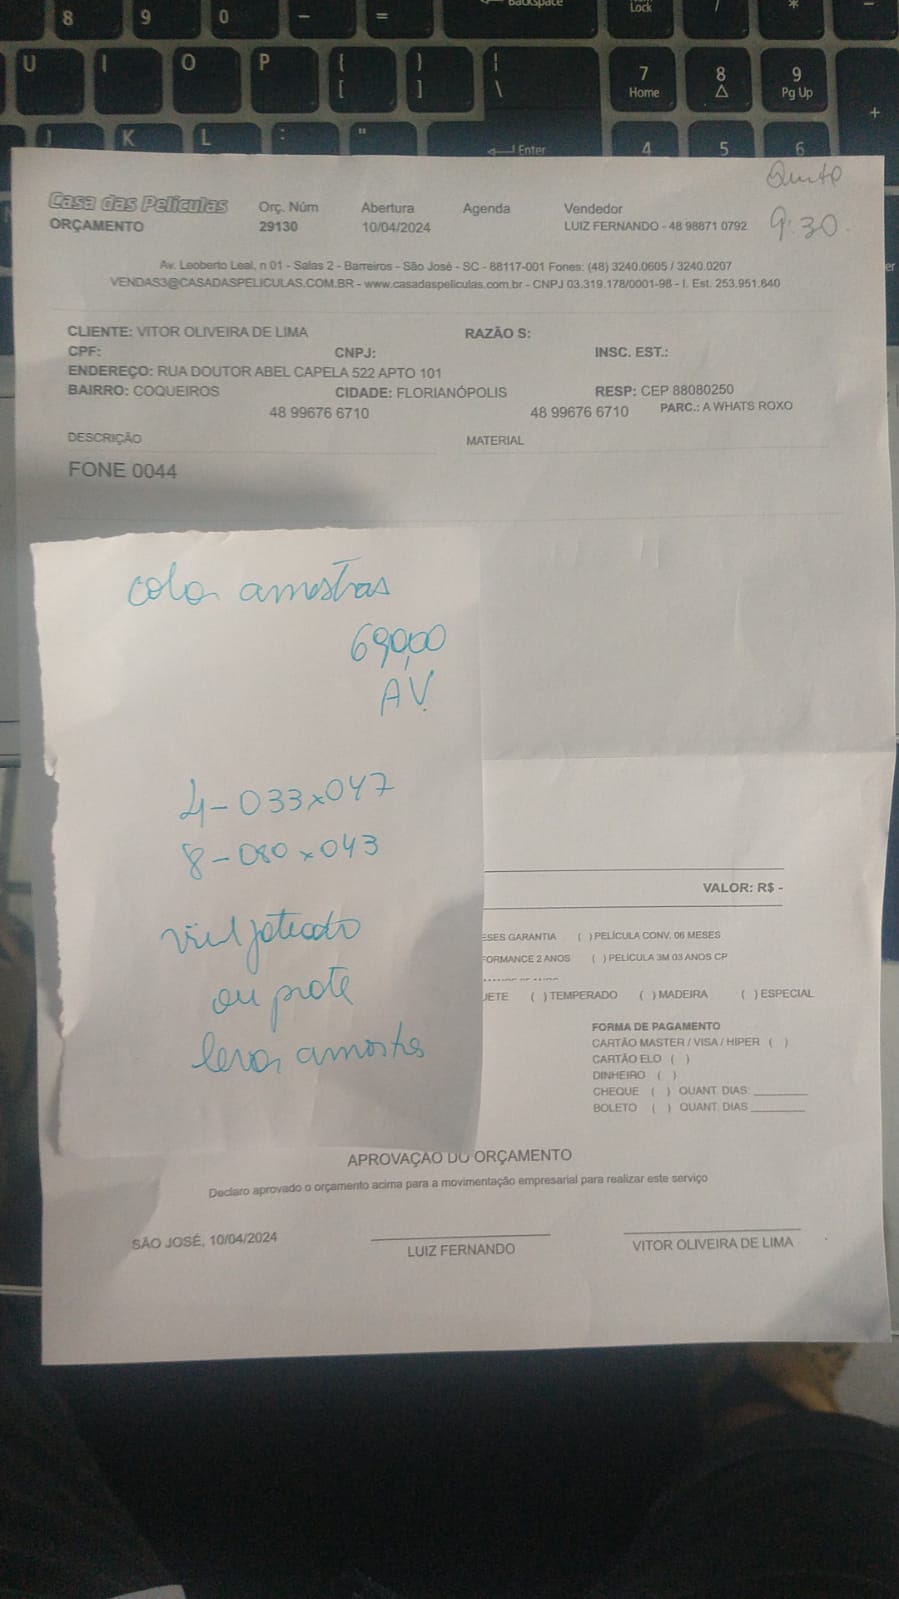 8 9 0 - = Backspace Lock / * -
U I O P { [ } ] | \ 7 Home 8 9 Pg Up +
J K L : " Enter 4 5 6
Quinta
9:30
Casa das Películas Orç. Núm Abertura Agenda Vendedor
ORÇAMENTO 29130 10/04/2024 LUIZ FERNANDO - 48 98871 0792
Av. Leoberto Leal, n 01 - Salas 2 - Barreiros - São José - SC - 88117-001 Fones: (48) 3240.0605 / 3240.0207
VENDAS3@CASADASPELICULAS.COM.BR - www.casadaspeliculas.com.br - CNPJ 03.319.178/0001-98 - I. Est. 253.951.640
CLIENTE: VITOR OLIVEIRA DE LIMA RAZÃO S:
CPF: CNPJ: INSC. EST.:
ENDEREÇO: RUA DOUTOR ABEL CAPELA 522 APTO 101
BAIRRO: COQUEIROS CIDADE: FLORIANÓPOLIS RESP: CEP 88080250
48 99676 6710 48 99676 6710 PARC.: A WHATS ROXO
DESCRIÇÃO MATERIAL
FONE 0044
amostras
690,00
AV.
4-033x047
8-080x043
VALOR: R$ -
jateado
ESES GARANTIA ( )PELÍCULA CONV. 06 MESES
FORMANCE 2 ANOS ( )PELÍCULA 3M 03 ANOS CP
ou
UETE ( )TEMPERADO ( )MADEIRA ( )ESPECIAL
levar amostra
FORMA DE PAGAMENTO
CARTÃO MASTER / VISA / HIPER ( )
CARTÃO ELO ( )
DINHEIRO ( )
CHEQUE ( ) QUANT. DIAS:
BOLETO ( ) QUANT. DIAS
APROVAÇÃO DO ORÇAMENTO
Declaro aprovado o orçamento acima para a movimentação empresarial para realizar este serviço
SÃO JOSÉ, 10/04/2024 LUIZ FERNANDO VITOR OLIVEIRA DE LIMA